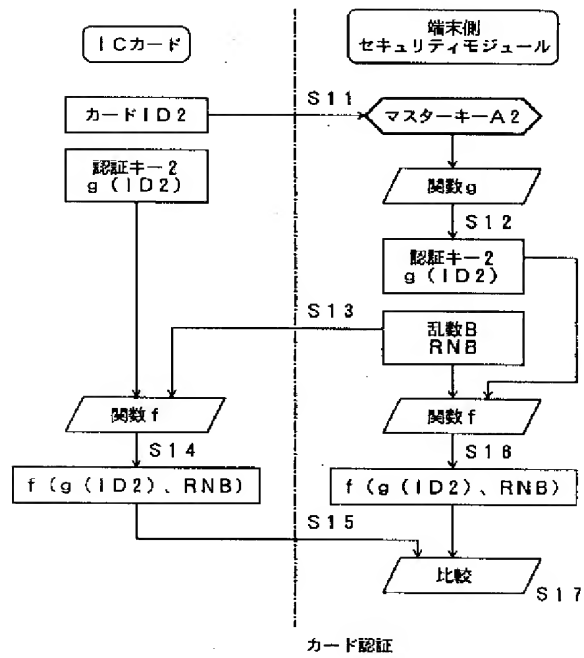 ICカード
端末側
セキュリティモジュール
S11
カードID2
マスターキーA2
認証キー2
g(ID2)
関数g
S12
認証キー2
g(ID2)
S13
乱数B
RNB
関数f
関数f
S14
S16
f(g(ID2)、RNB)
f(g(ID2)、RNB)
S15
比較
S17
カード認証